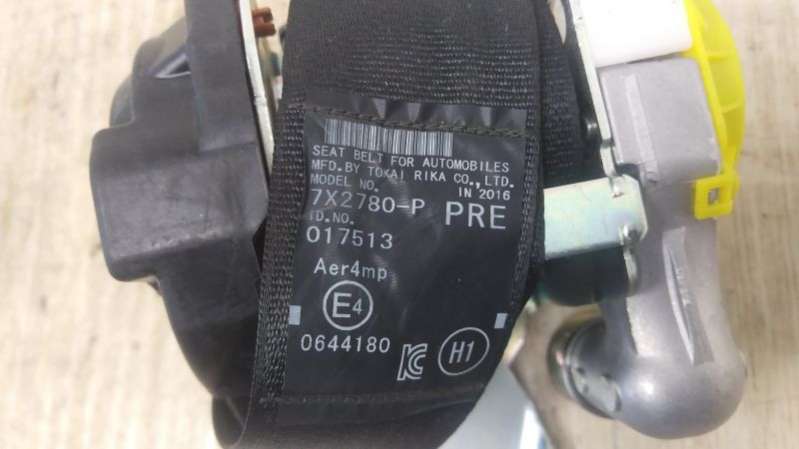 SEAT BELT FOR AUTOMOBILES
MFD. BY TOKAI RIKA CO., LTD.
MODEL NO. IN 2016
7X2780-P PRE
ID. NO.
017513
Aer4mp
E4
0644180 KC H1